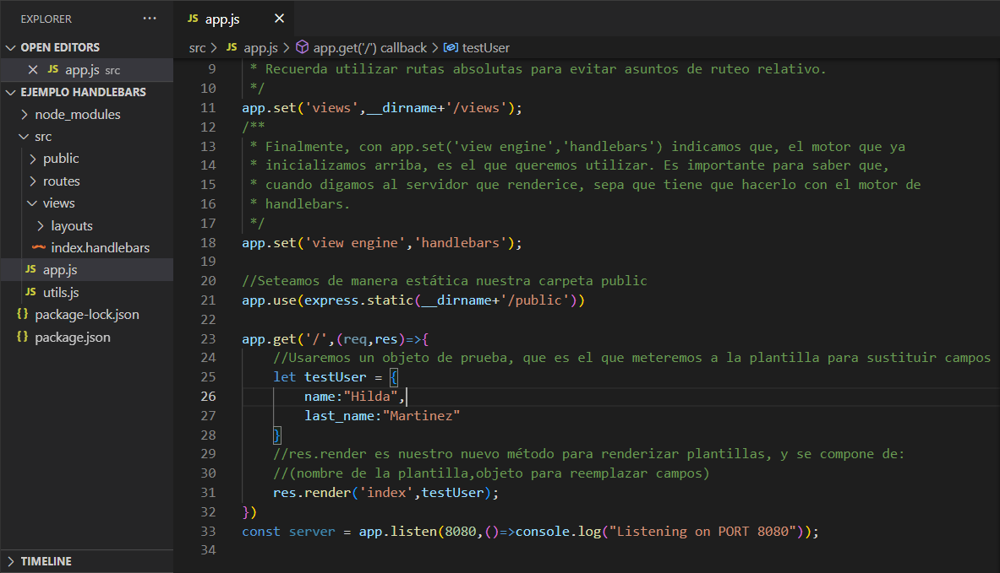 EXPLORER
OPEN EDITORS
JS app.js src
EJEMPLO HANDLEBARS
node_modules
src
public
routes
views
layouts
index.handlebars
JS app.js
JS utils.js
{} package-lock.json
{} package.json
TIMELINE
JS app.js
src > JS app.js > app.get('/') callback > testUser
9 * Recuerda utilizar rutas absolutas para evitar asuntos de ruteo relativo.
10 */
11 app.set('views',__dirname+'/views');
12 /**
13 * Finalmente, con app.set('view engine','handlebars') indicamos que, el motor que ya
14 * inicializamos arriba, es el que queremos utilizar. Es importante para saber que,
15 * cuando digamos al servidor que renderice, sepa que tiene que hacerlo con el motor de
16 * handlebars.
17 */
18 app.set('view engine','handlebars');
19
20 //Seteamos de manera estática nuestra carpeta public
21 app.use(express.static(__dirname+'/public'))
22
23 app.get('/',(req,res)=>{
24 //Usaremos un objeto de prueba, que es el que meteremos a la plantilla para sustituir campos
25 let testUser = {
26 name:"Hilda",
27 last_name:"Martinez"
28 }
29 //res.render es nuestro nuevo método para renderizar plantillas, y se compone de:
30 //(nombre de la plantilla,objeto para reemplazar campos)
31 res.render('index',testUser);
32 })
33 const server = app.listen(8080,()=>console.log("Listening on PORT 8080"));
34